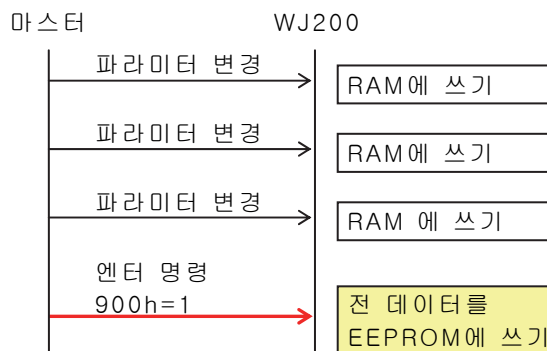 마스터 WJ200
파라미터 변경
RAM에 쓰기
파라미터 변경
RAM에 쓰기
파라미터 변경
RAM 에 쓰기
엔터 명령
900h=1
전 데이터를
EEPROM에 쓰기